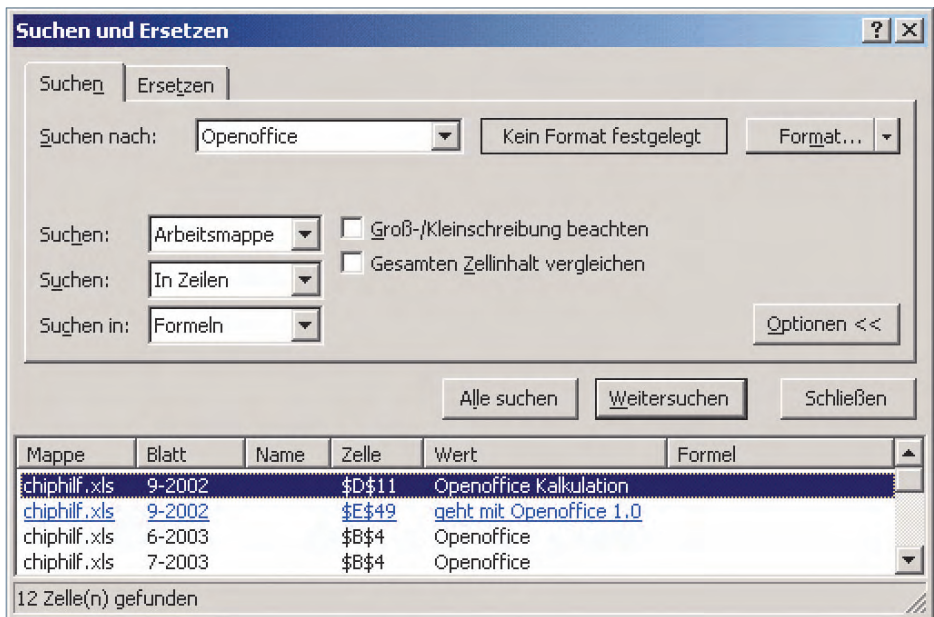 Suchen und Ersetzen
Suchen Ersetzen
Suchen nach: Openoffice Kein Format festgelegt Format...
Suchen: Arbeitsmappe Groß-/Kleinschreibung beachten
Suchen: In Zeilen Gesamten Zellinhalt vergleichen
Suchen in: Formeln Optionen <<
Alle suchen Weitersuchen Schließen
Mappe Blatt Name Zelle Wert Formel
chiphilf.xls 9-2002 $D$11 Openoffice Kalkulation
chiphilf.xls 9-2002 $E$49 geht mit Openoffice 1.0
chiphilf.xls 6-2003 $B$4 Openoffice
chiphilf.xls 7-2003 $B$4 Openoffice
12 Zelle(n) gefunden